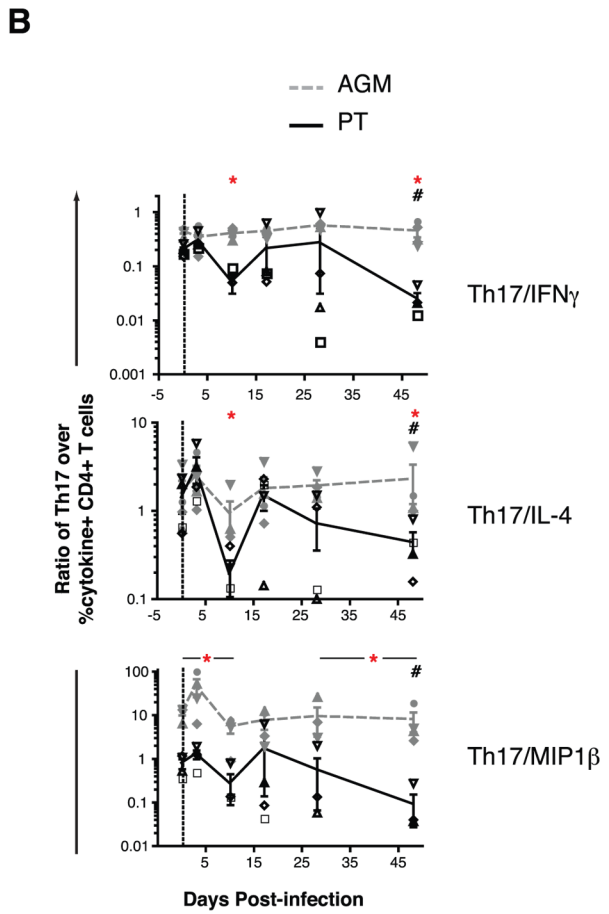 B
AGM
PT
* *
#
1
0.1
0.01
0.001
-5 5 15 25 35 45
Th17/IFNγ
* *
#
10
1
0.1
-5 5 15 25 35 45
Th17/IL-4
* *
#
100
10
1
0.1
0.01
5 15 25 35 45
Th17/MIP1β
Ratio of Th17 over
%cytokine+ CD4+ T cells
Days Post-infection